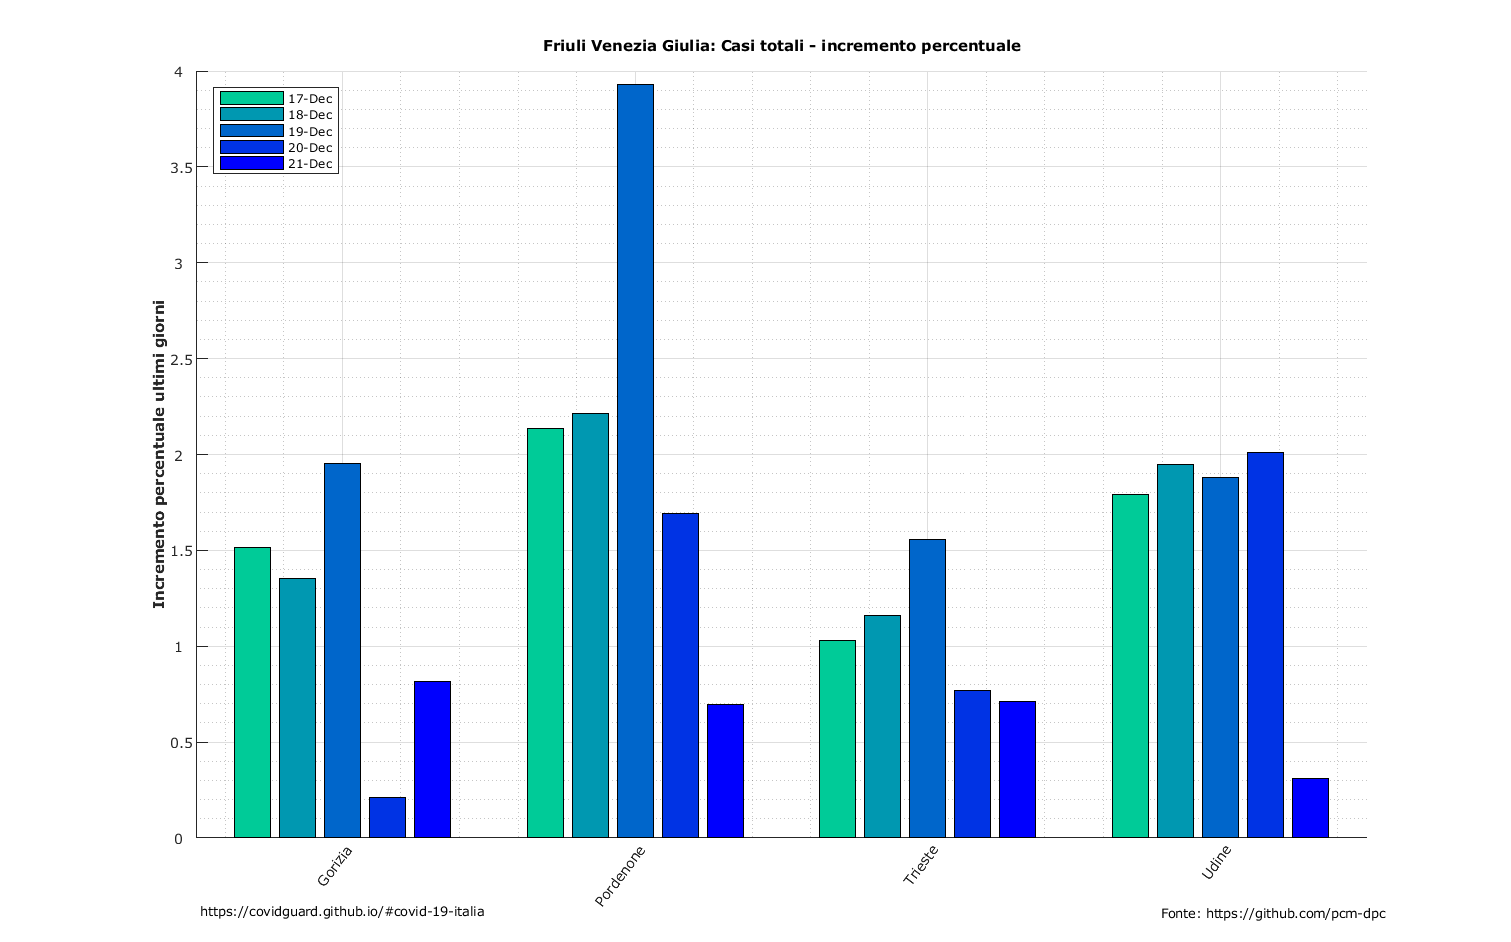 Friuli Venezia Giulia: Casi totali - incremento percentuale
4
3.5
3
2.5
2
1.5
1
0.5
0
Incremento percentuale ultimi giorni
17-Dec
18-Dec
19-Dec
20-Dec
21-Dec
Gorizia
Pordenone
Trieste
Udine
https://covidguard.github.io/#covid-19-italia
Fonte: https://github.com/pcm-dpc